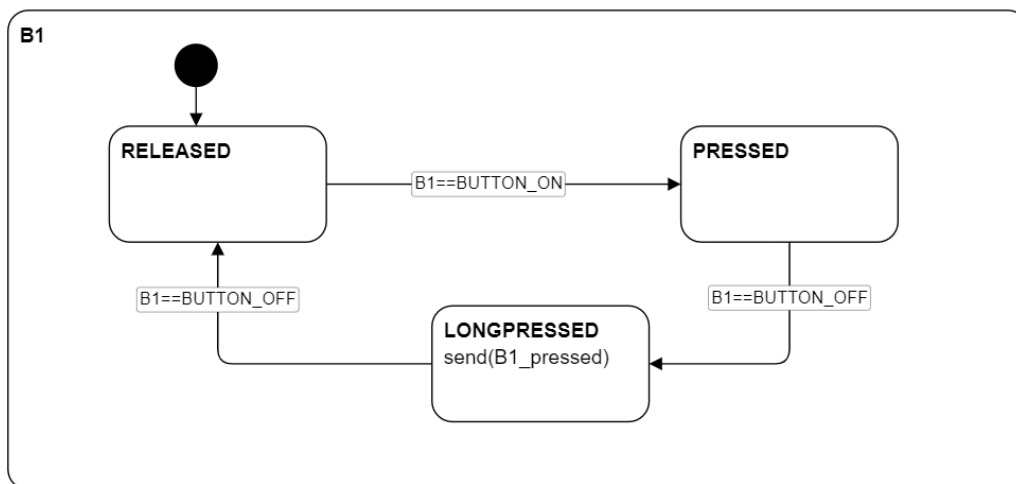 B1
RELEASED
PRESSED
B1==BUTTON_ON
B1==BUTTON_OFF
B1==BUTTON_OFF
LONGPRESSED
send(B1_pressed)